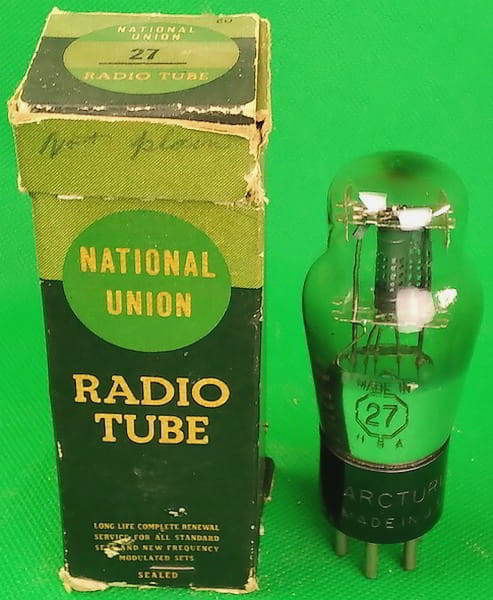 NATIONAL
UNION
27
RADIO TUBE
NATIONAL
UNION
RADIO
TUBE
LONG LIFE COMPLETE RENEWAL
SERVICE FOR ALL STANDARD
SETS AND NEW FREQUENCY
MODULATED SETS
SEALED
MADE IN
27
USA
ARCTUR
MADE IN U